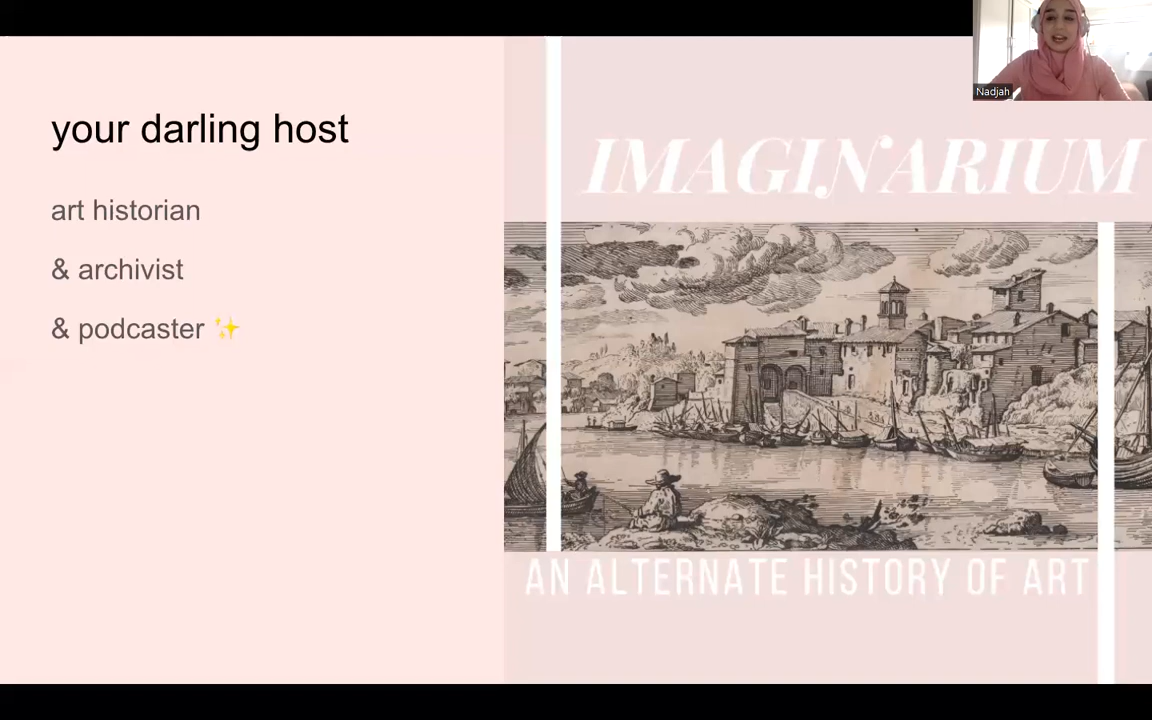 your darling host
art historian
& archivist
& podcaster ✨
Nadjah
IMAGINARIUM
AN ALTERNATE HISTORY OF ART